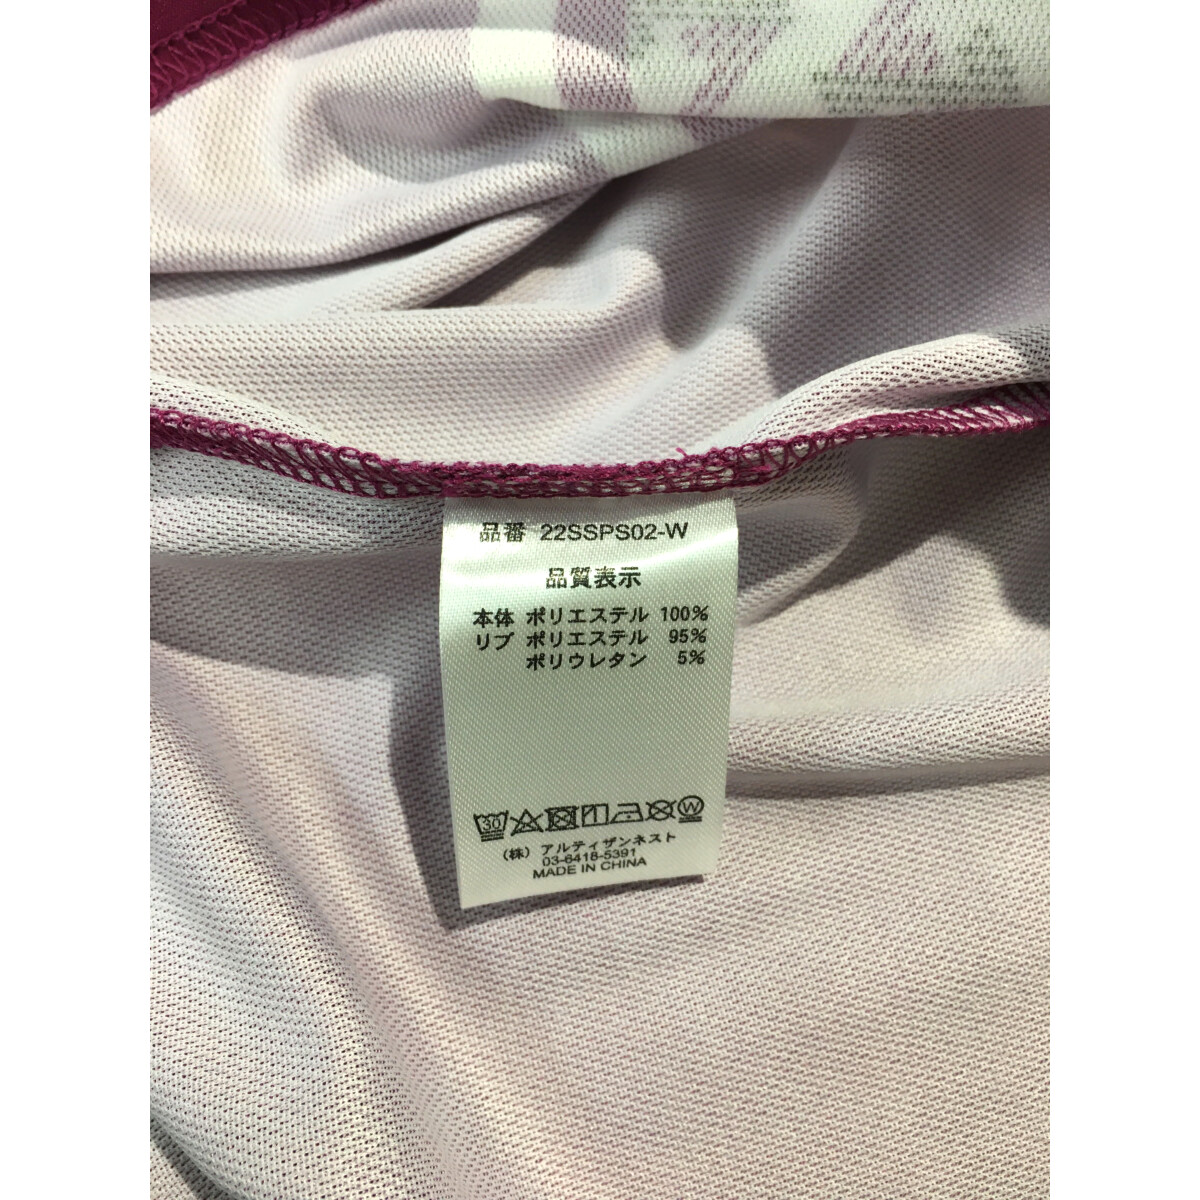 品番 22SSPS02-W
品質表示
本体 ポリエステル 100%
リブ ポリエステル 95%
ポリウレタン 5%
30 W
(株) アルティザンネスト
03-6418-5391
MADE IN CHINA